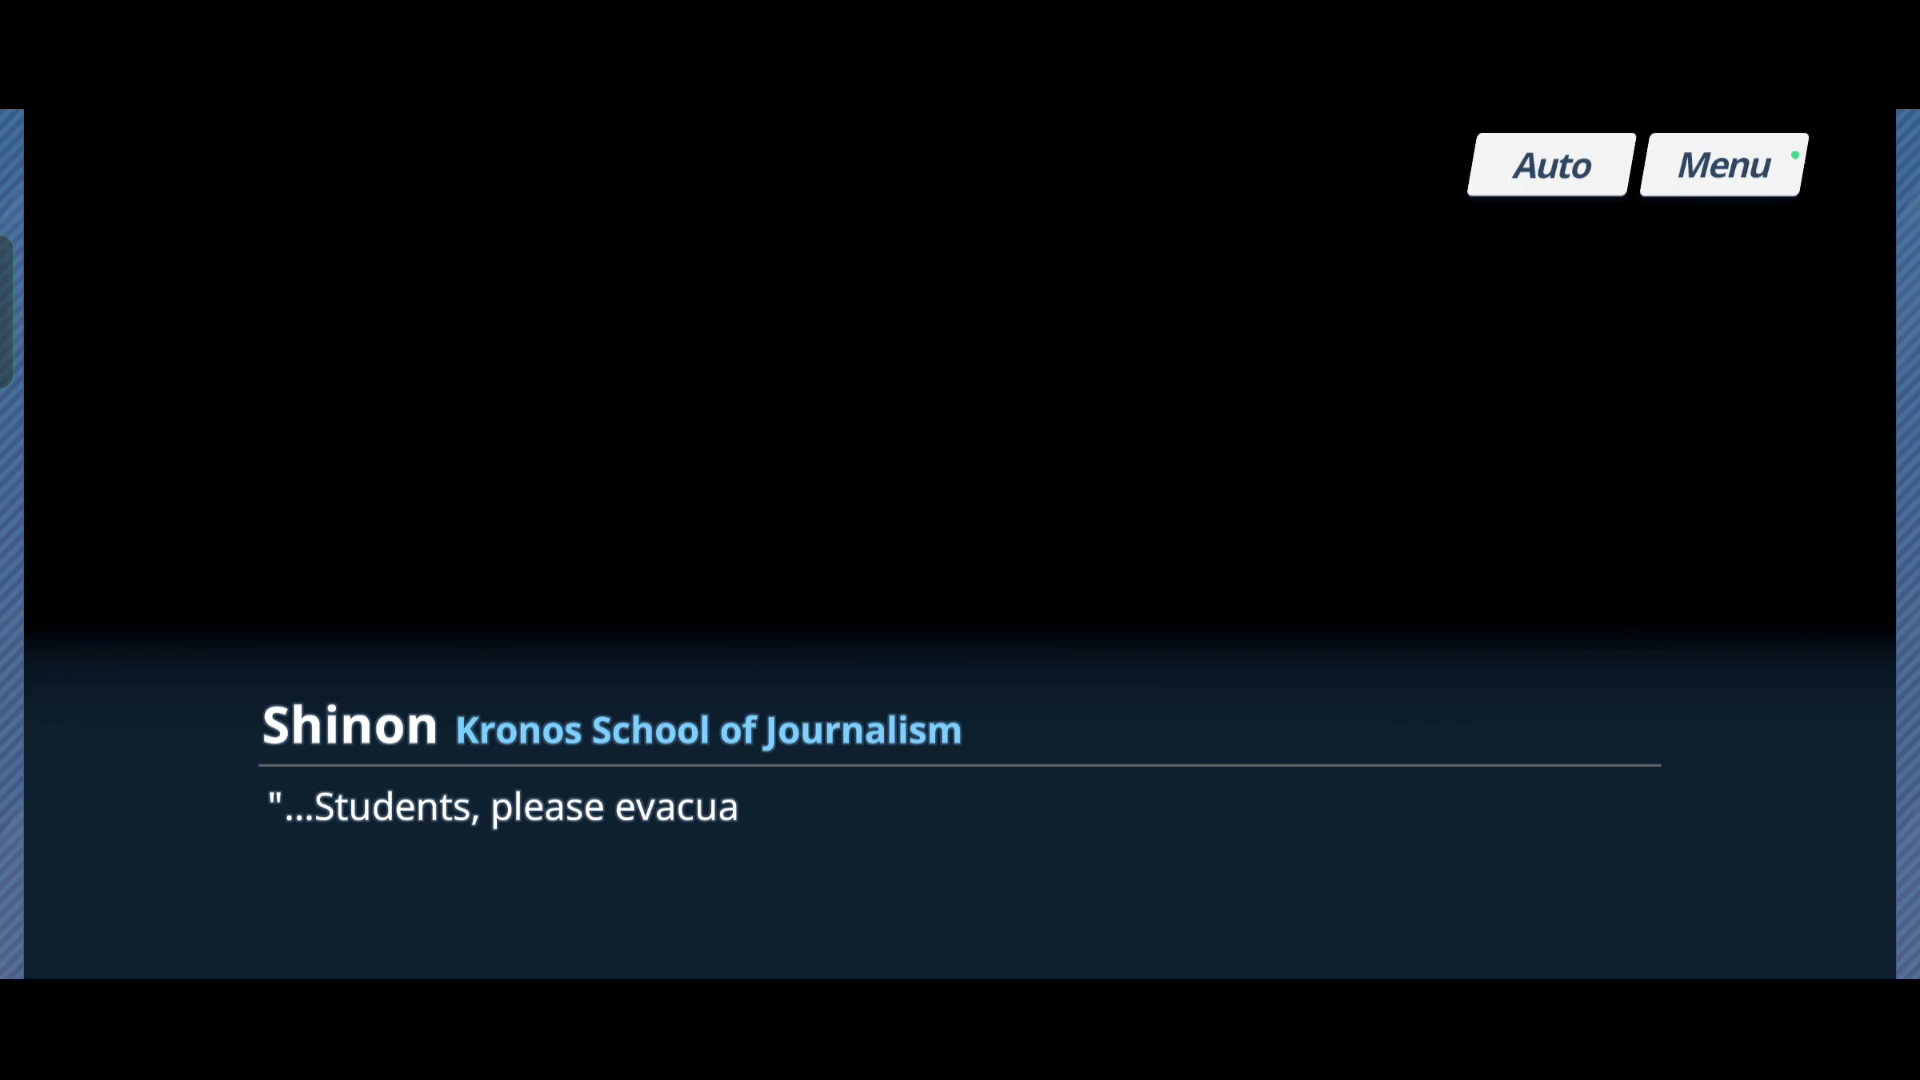 Auto
Menu
Shinon Kronos School of Journalism
"...Students, please evacua